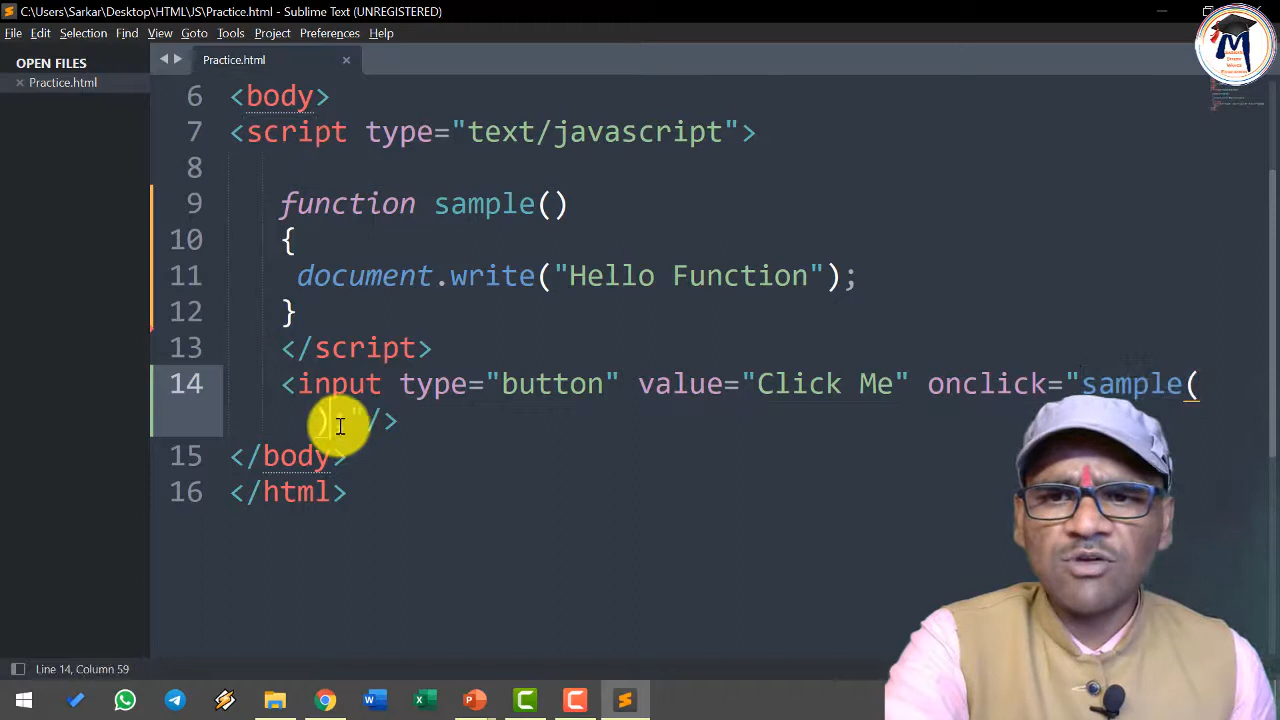 C:\Users\Sarkar\Desktop\HTML\JS\Practice.html - Sublime Text (UNREGISTERED)
File Edit Selection Find View Goto Tools Project Preferences Help
OPEN FILES
Practice.html
Practice.html
6 <body>
7 <script type="text/javascript">
8
9 function sample()
10 {
11 document.write("Hello Function");
12 }
13 </script>
14 <input type="button" value="Click Me" onclick="sample(
);"/>
15 </body>
16 </html>
Line 14, Column 59